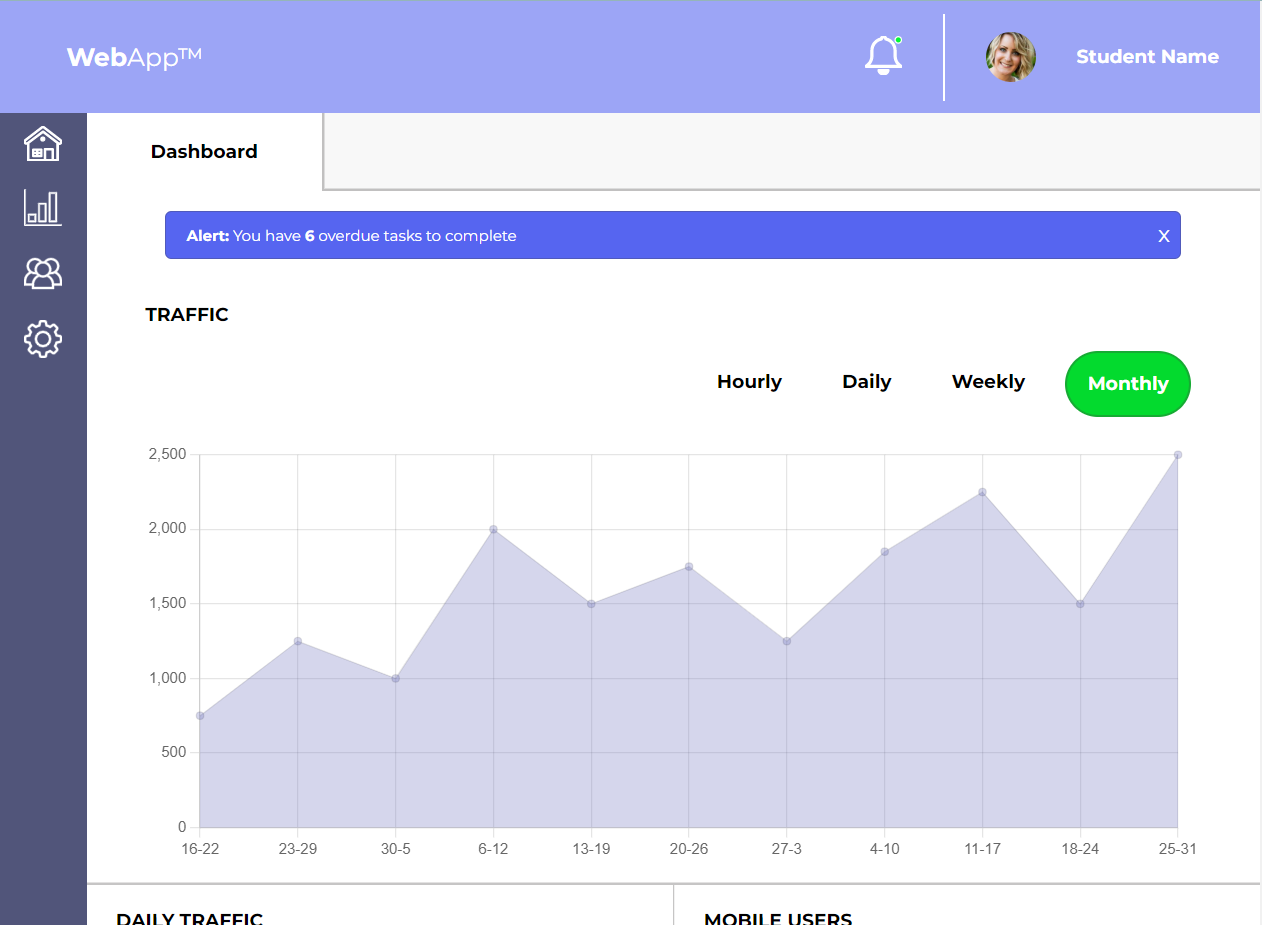 WebApp™
Student Name
Dashboard
Alert: You have 6 overdue tasks to complete X
TRAFFIC
Hourly Daily Weekly Monthly
2,500
2,000
1,500
1,000
500
0
16-22 23-29 30-5 6-12 13-19 20-26 27-3 4-10 11-17 18-24 25-31
DAILY TRAFFIC
MOBILE USERS